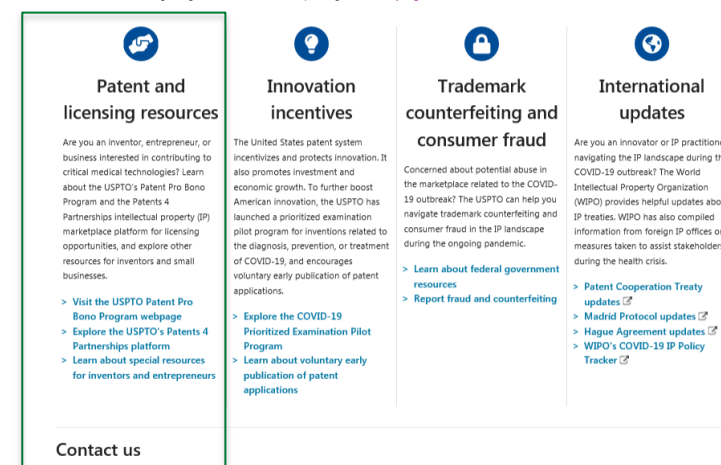 Patent and
licensing resources
Are you an inventor, entrepreneur, or
business interested in contributing to
critical medical technologies? Learn
about the USPTO's Patent Pro Bono
Program and the Patents 4
Partnerships intellectual property (IP)
marketplace platform for licensing
opportunities, and explore other
resources for inventors and small
businesses.
> Visit the USPTO Patent Pro
Bono Program webpage
> Explore the USPTO's Patents 4
Partnerships platform
> Learn about special resources
for inventors and entrepreneurs
Innovation
incentives
The United States patent system
incentivizes and protects innovation. It
also promotes investment and
economic growth. To further boost
American innovation, the USPTO has
launched a prioritized examination
pilot program for inventions related to
the diagnosis, prevention, or treatment
of COVID-19, and encourages
voluntary early publication of patent
applications.
> Explore the COVID-19
Prioritized Examination Pilot
Program
> Learn about voluntary early
publication of patent
applications
Trademark
counterfeiting and
consumer fraud
Concerned about potential abuse in
the marketplace related to the COVID-
19 outbreak? The USPTO can help you
navigate trademark counterfeiting and
consumer fraud in the IP landscape
during the ongoing pandemic.
> Learn about federal government
resources
> Report fraud and counterfeiting
International
updates
Are you an innovator or IP practitione
navigating the IP landscape during th
COVID-19 outbreak? The World
Intellectual Property Organization
(WIPO) provides helpful updates abo
IP treaties. WIPO has also compiled
information from foreign IP offices o
measures taken to assist stakeholders
during the health crisis.
> Patent Cooperation Treaty
updates
> Madrid Protocol updates
> Hague Agreement updates
> WIPO's COVID-19 IP Policy
Tracker
Contact us